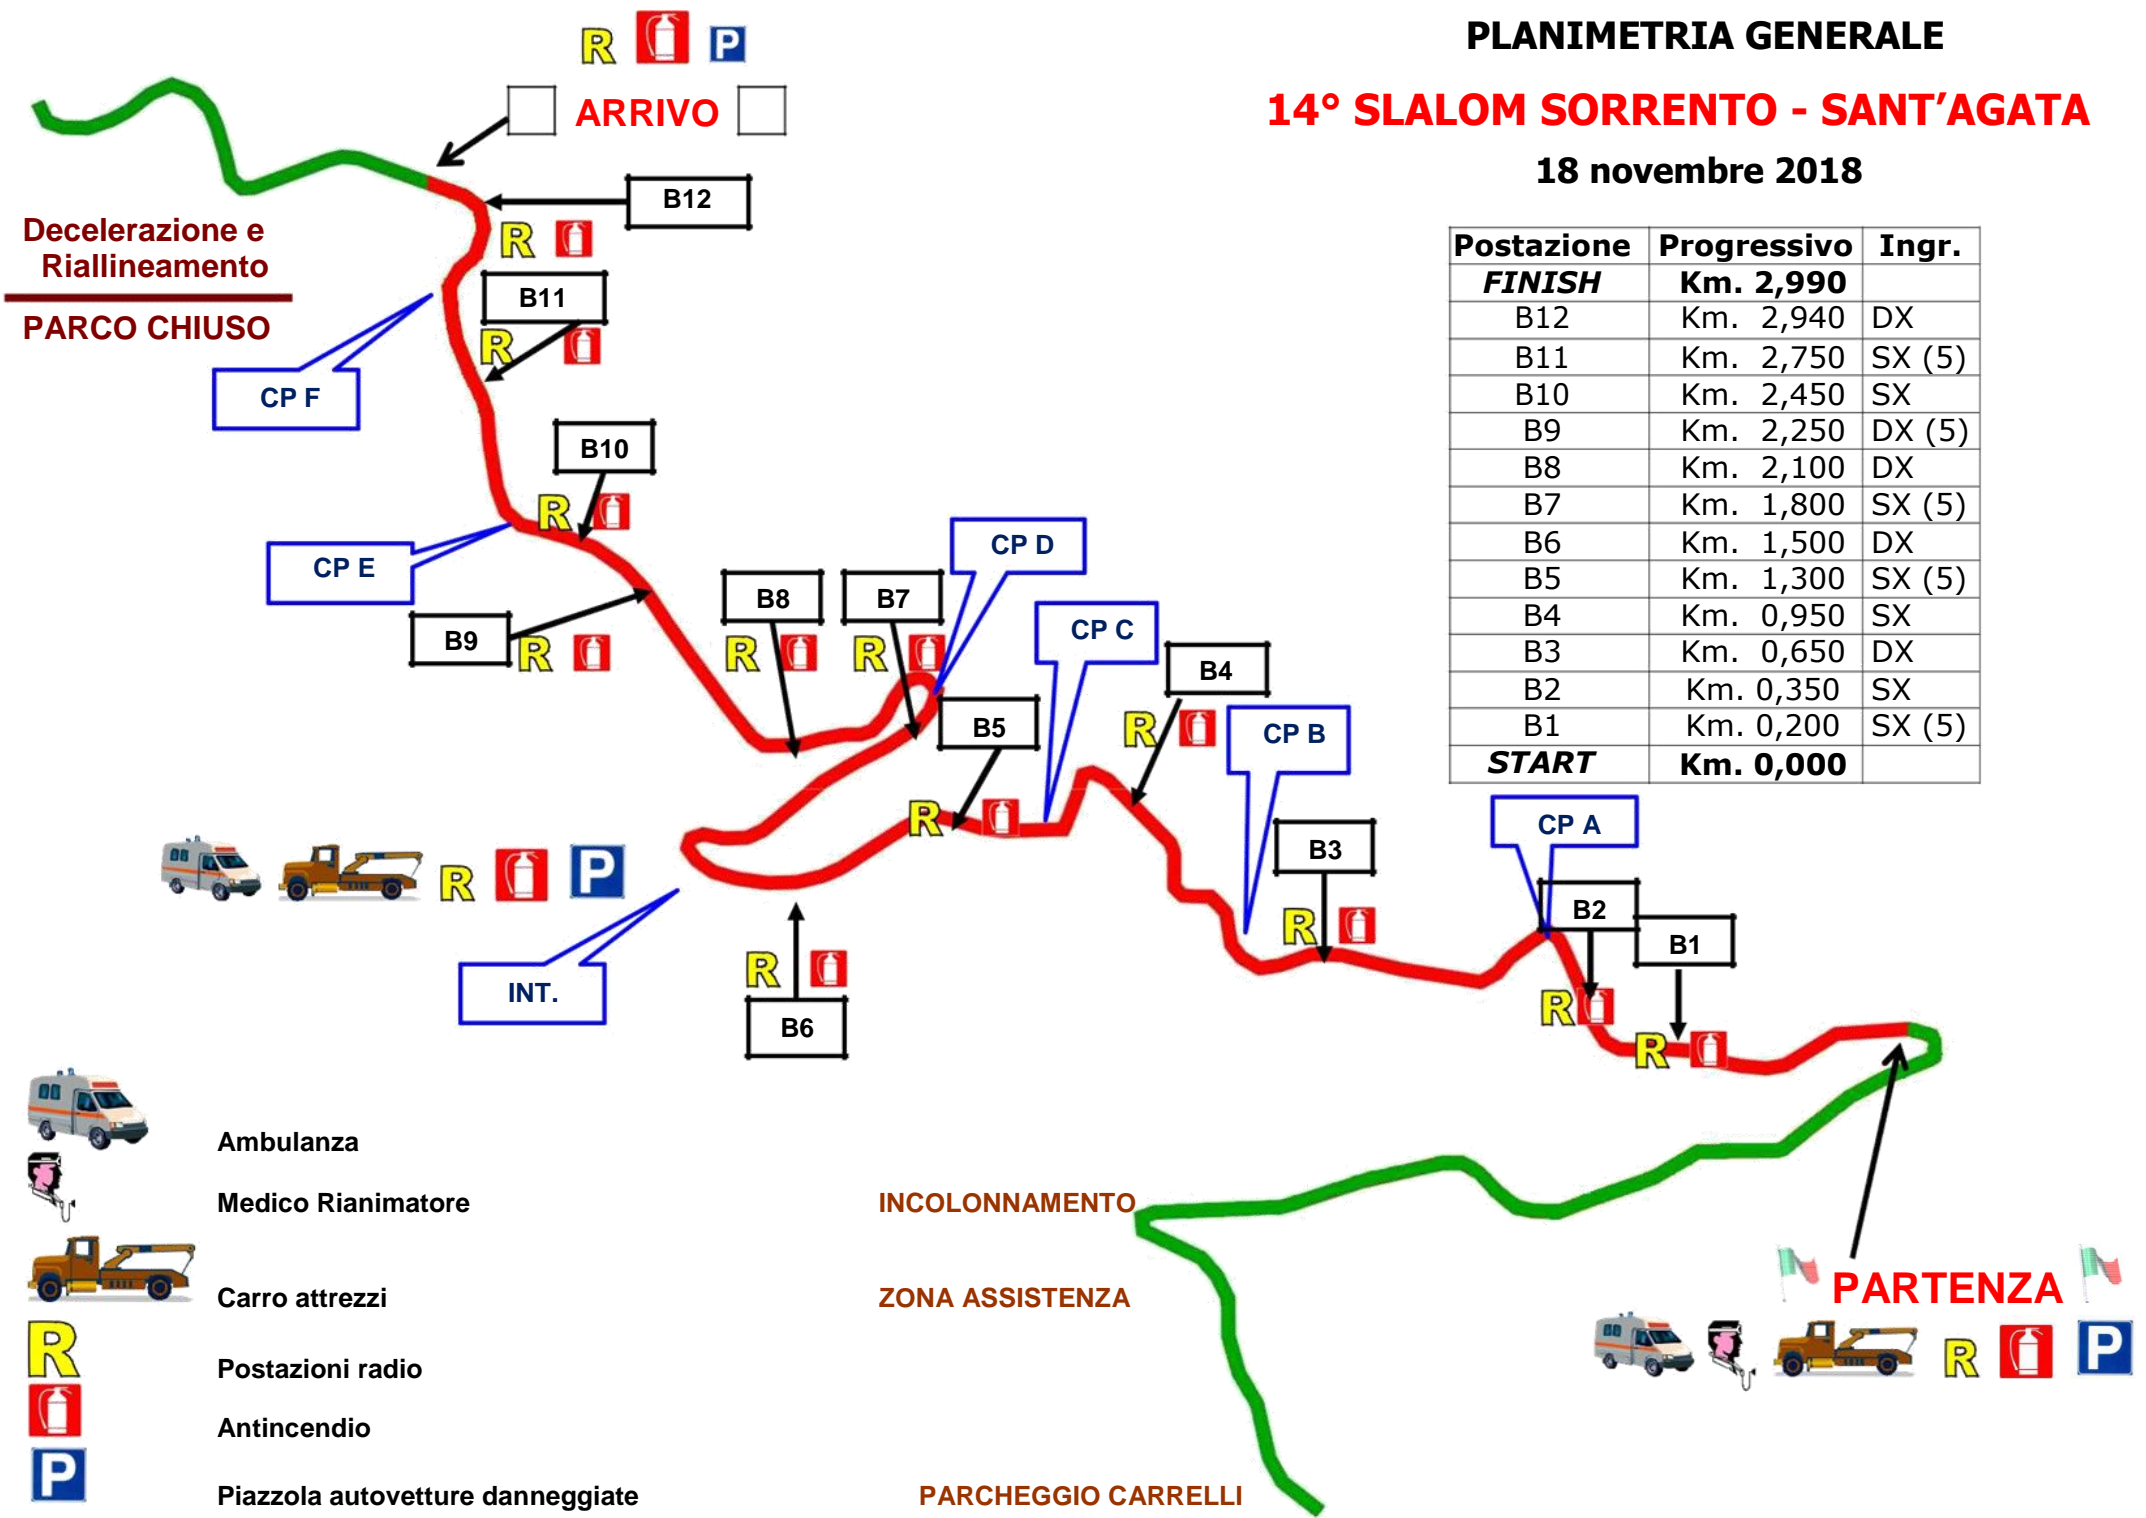 PLANIMETRIA GENERALE
14° SLALOM SORRENTO - SANT’AGATA
18 novembre 2018
R P
ARRIVO
B12
R
Decelerazione e
Riallineamento
PARCO CHIUSO
B11
R
CP F
B10
R
CP E
B9
R
B8
R
B7
R
CP D
CP C
B5
R
B4
R
CP B
B3
R
CP A
B2
R
B1
R
R P
INT.
R
B6
Postazione Progressivo Ingr.
FINISH Km. 2,990
B12 Km. 2,940 DX
B11 Km. 2,750 SX (5)
B10 Km. 2,450 SX
B9 Km. 2,250 DX (5)
B8 Km. 2,100 DX
B7 Km. 1,800 SX (5)
B6 Km. 1,500 DX
B5 Km. 1,300 SX (5)
B4 Km. 0,950 SX
B3 Km. 0,650 DX
B2 Km. 0,350 SX
B1 Km. 0,200 SX (5)
START Km. 0,000
Ambulanza
Medico Rianimatore
Carro attrezzi
R Postazioni radio
Antincendio
P Piazzola autovetture danneggiate
INCOLONNAMENTO
ZONA ASSISTENZA
PARCHEGGIO CARRELLI
PARTENZA
R P